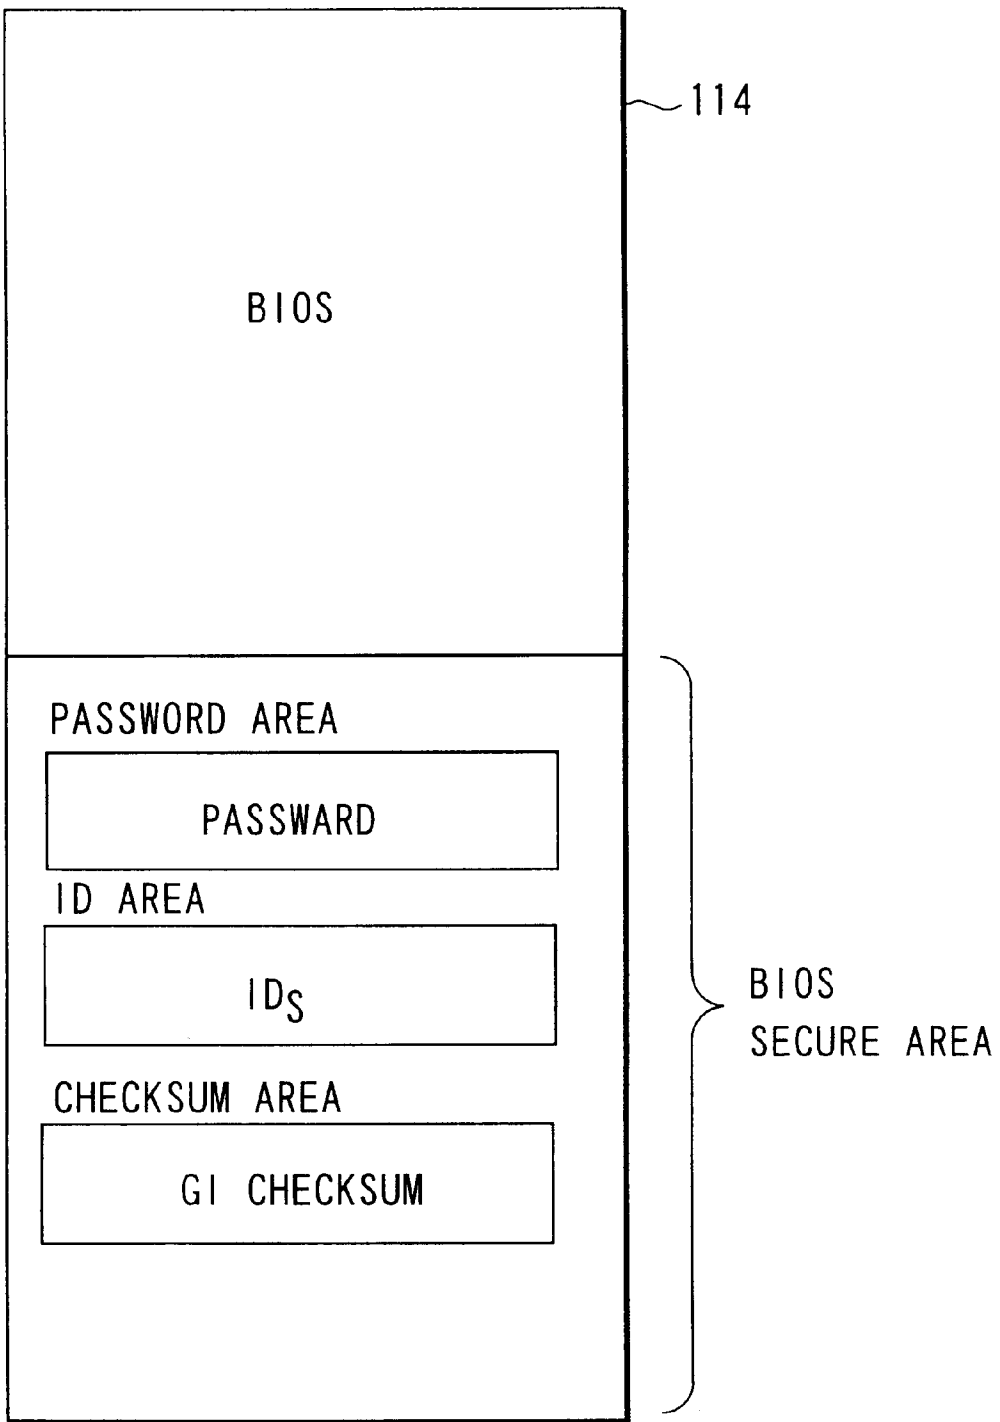 114
BIOS
PASSWORD AREA
PASSWARD
ID AREA
IDS
BIOS
SECURE AREA
CHECKSUM AREA
GI CHECKSUM